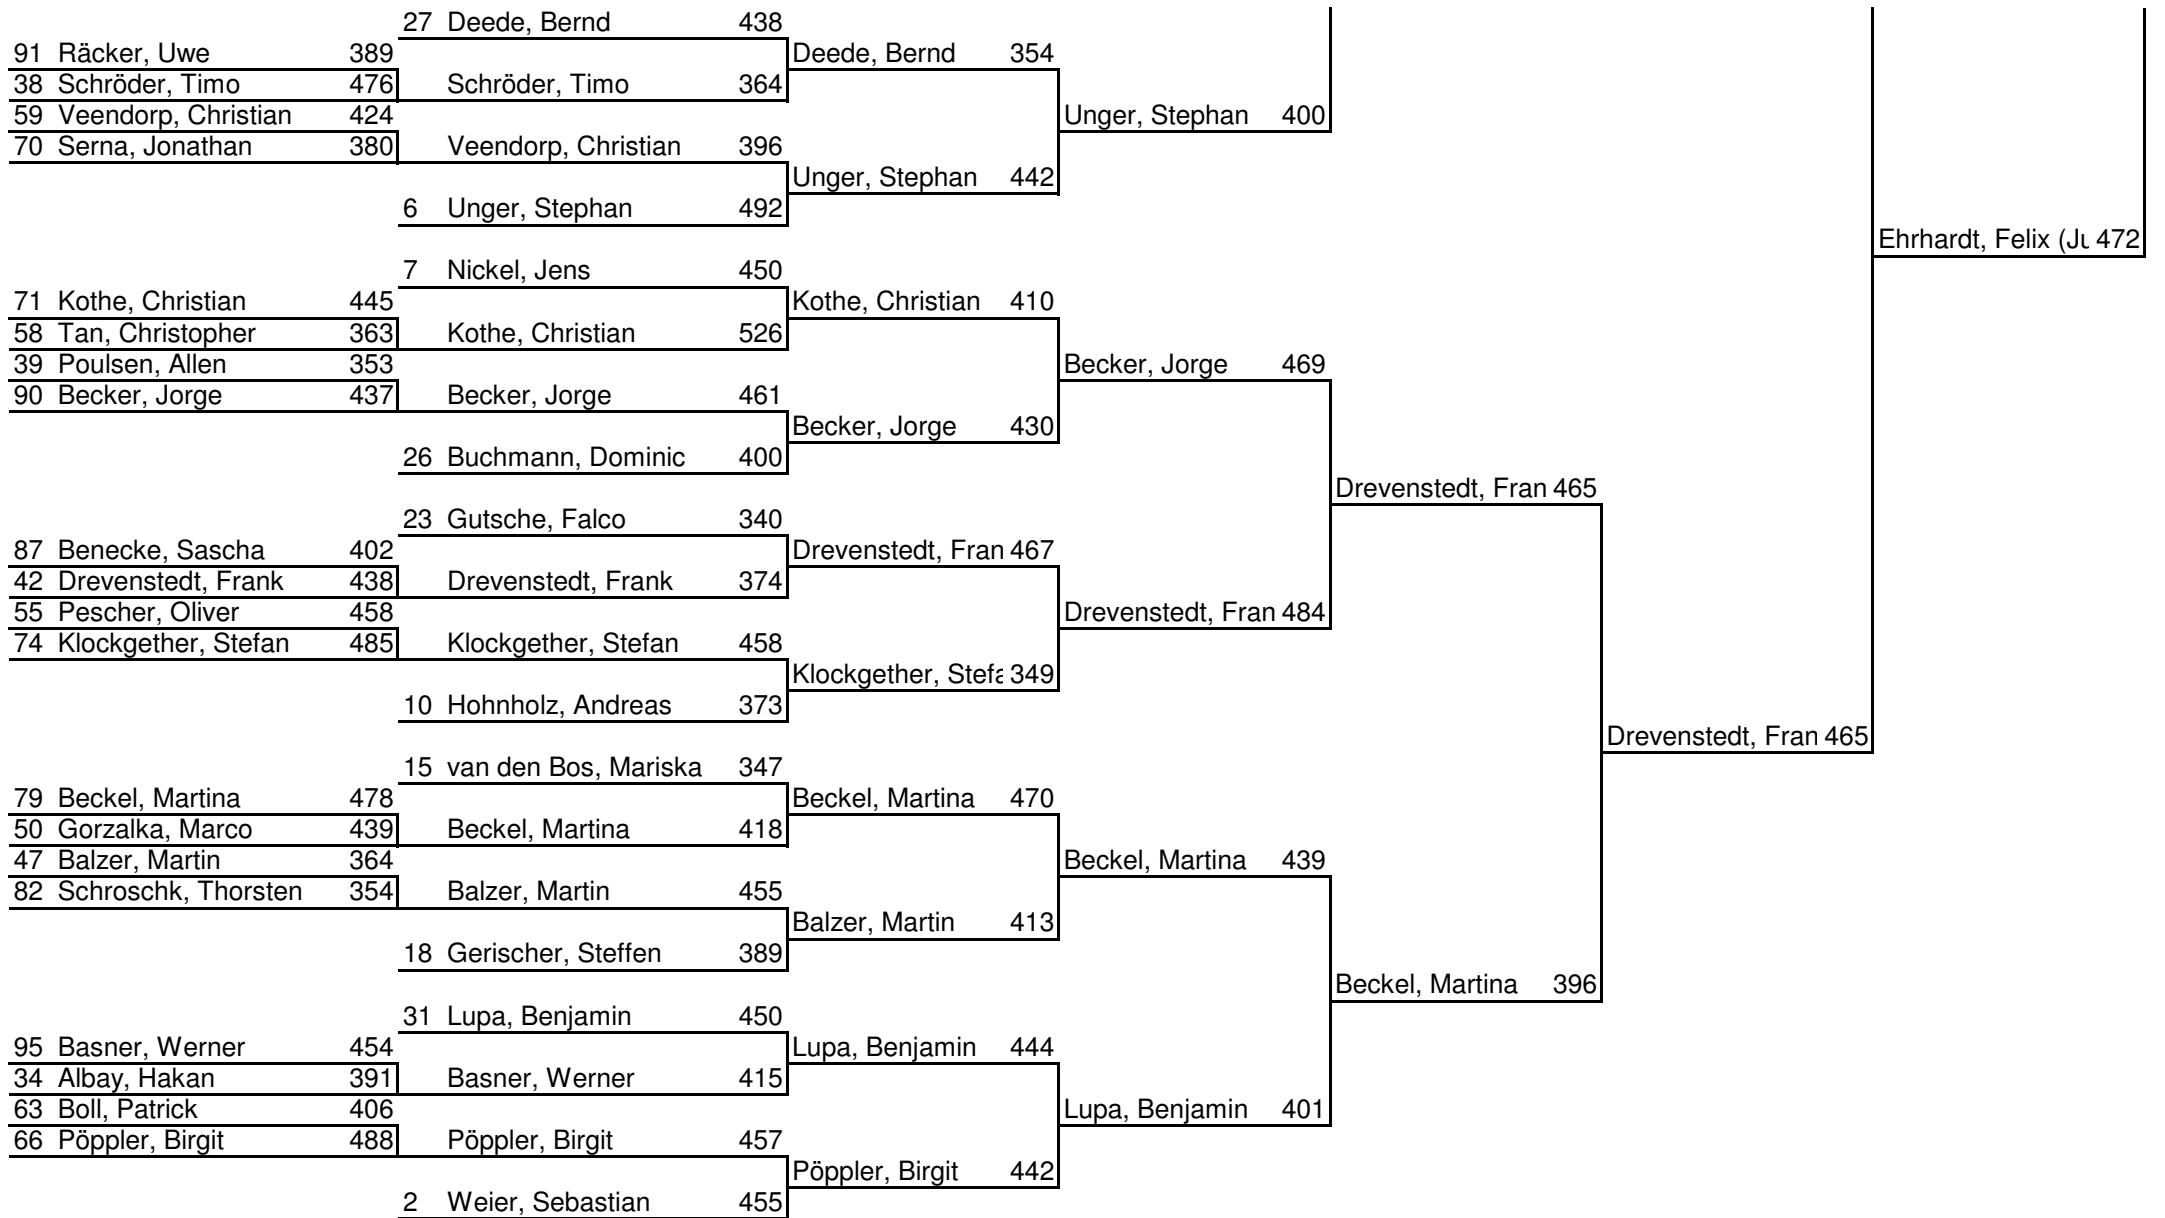 27 Deede, Bernd 438
91 Räcker, Uwe 389 Deede, Bernd 354
38 Schröder, Timo 476 Schröder, Timo 364
59 Veendorp, Christian 424 Unger, Stephan 400
70 Serna, Jonathan 380 Veendorp, Christian 396
Unger, Stephan 442
6 Unger, Stephan 492
Ehrhardt, Felix (Ju 472
7 Nickel, Jens 450
71 Kothe, Christian 445 Kothe, Christian 410
58 Tan, Christopher 363 Kothe, Christian 526
39 Poulsen, Allen 353 Becker, Jorge 469
90 Becker, Jorge 437 Becker, Jorge 461
Becker, Jorge 430
26 Buchmann, Dominic 400
Drevenstedt, Fran 465
23 Gutsche, Falco 340
87 Benecke, Sascha 402 Drevenstedt, Fran 467
42 Drevenstedt, Frank 438 Drevenstedt, Frank 374
55 Pescher, Oliver 458 Drevenstedt, Fran 484
74 Klockgether, Stefan 485 Klockgether, Stefan 458
Klockgether, Stefa 349
10 Hohnholz, Andreas 373
Drevenstedt, Fran 465
15 van den Bos, Mariska 347
79 Beckel, Martina 478 Beckel, Martina 470
50 Gorzalka, Marco 439 Beckel, Martina 418
47 Balzer, Martin 364 Beckel, Martina 439
82 Schroschk, Thorsten 354 Balzer, Martin 455
Balzer, Martin 413
18 Gerischer, Steffen 389
Beckel, Martina 396
31 Lupa, Benjamin 450
95 Basner, Werner 454 Lupa, Benjamin 444
34 Albay, Hakan 391 Basner, Werner 415
63 Boll, Patrick 406 Lupa, Benjamin 401
66 Pöppler, Birgit 488 Pöppler, Birgit 457
Pöppler, Birgit 442
2 Weier, Sebastian 455